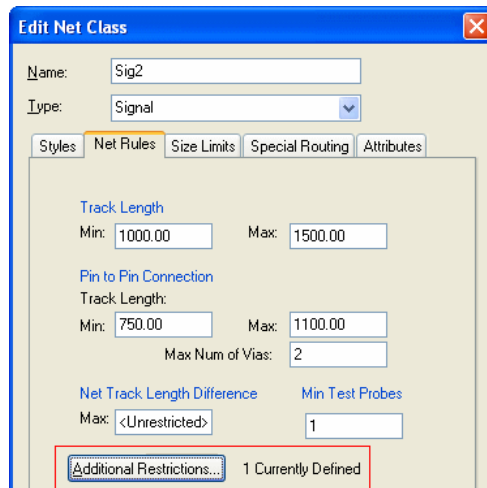 Edit Net Class
Name: Sig2
Type: Signal
Styles Net Rules Size Limits Special Routing Attributes
Track Length
Min: 1000.00 Max: 1500.00
Pin to Pin Connection
Track Length:
Min: 750.00 Max: 1100.00
Max Num of Vias: 2
Net Track Length Difference Min Test Probes
Max: <Unrestricted> 1
Additional Restrictions... 1 Currently Defined